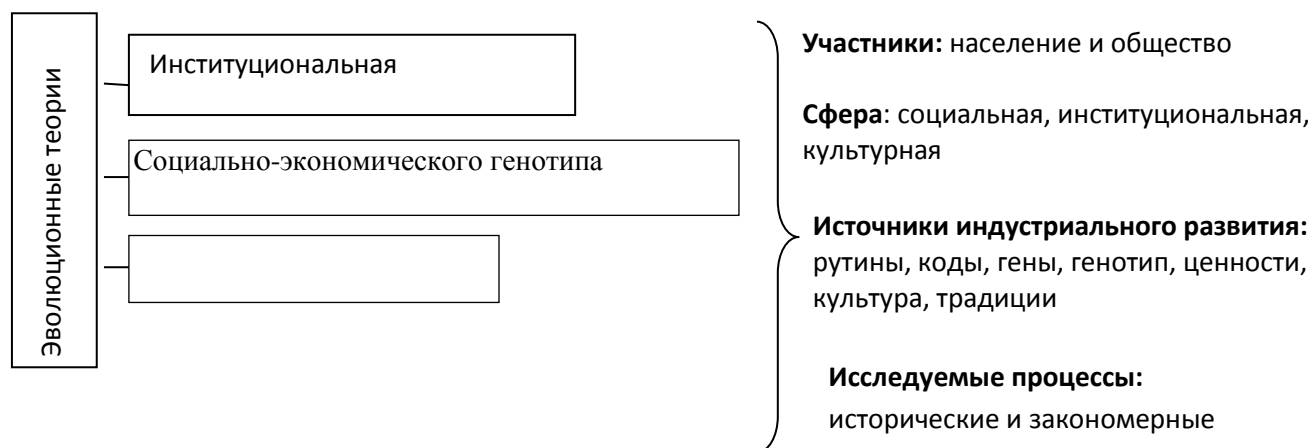 Эволюционные теории
Институциональная
Социально-экономического генотипа
Участники: население и общество
Сфера: социальная, институциональная,
культурная
Источники индустриального развития:
рутины, коды, гены, генотип, ценности,
культура, традиции
Исследуемые процессы:
исторические и закономерные